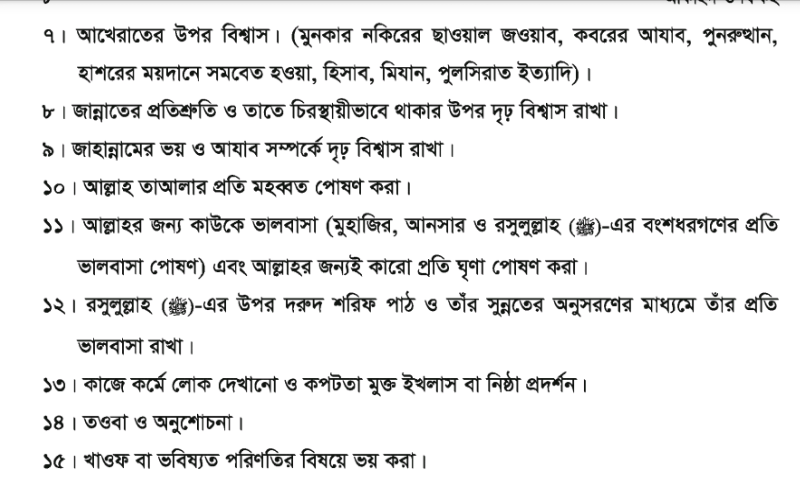 ৭। আখেরাতের উপর বিশ্বাস। (মুনকার নকিরের ছাওয়াল জওয়াব, কবরের আযাব, পুনরুত্থান,
হাশরের ময়দানে সমবেত হওয়া, হিসাব, মিযান, পুলসিরাত ইত্যাদি)।
৮। জান্নাতের প্রতিশ্রুতি ও তাতে চিরস্থায়ীভাবে থাকার উপর দৃঢ় বিশ্বাস রাখা।
৯। জাহান্নামের ভয় ও আযাব সম্পর্কে দৃঢ় বিশ্বাস রাখা।
১০। আল্লাহ তাআলার প্রতি মহব্বত পোষণ করা।
১১। আল্লাহর জন্য কাউকে ভালবাসা (মুহাজির, আনসার ও রসুলুল্লাহ (ﷺ)-এর বংশধরগণের প্রতি
ভালবাসা পোষণ) এবং আল্লাহর জন্যই কারো প্রতি ঘৃণা পোষণ করা।
১২। রসুলুল্লাহ (ﷺ)-এর উপর দরুদ শরিফ পাঠ ও তাঁর সুন্নতের অনুসরণের মাধ্যমে তাঁর প্রতি
ভালবাসা রাখা।
১৩। কাজে কর্মে লোক দেখানো ও কপটতা মুক্ত ইখলাস বা নিষ্ঠা প্রদর্শন।
১৪। তওবা ও অনুশোচনা।
১৫। খাওফ বা ভবিষ্যত পরিণতির বিষয়ে ভয় করা।